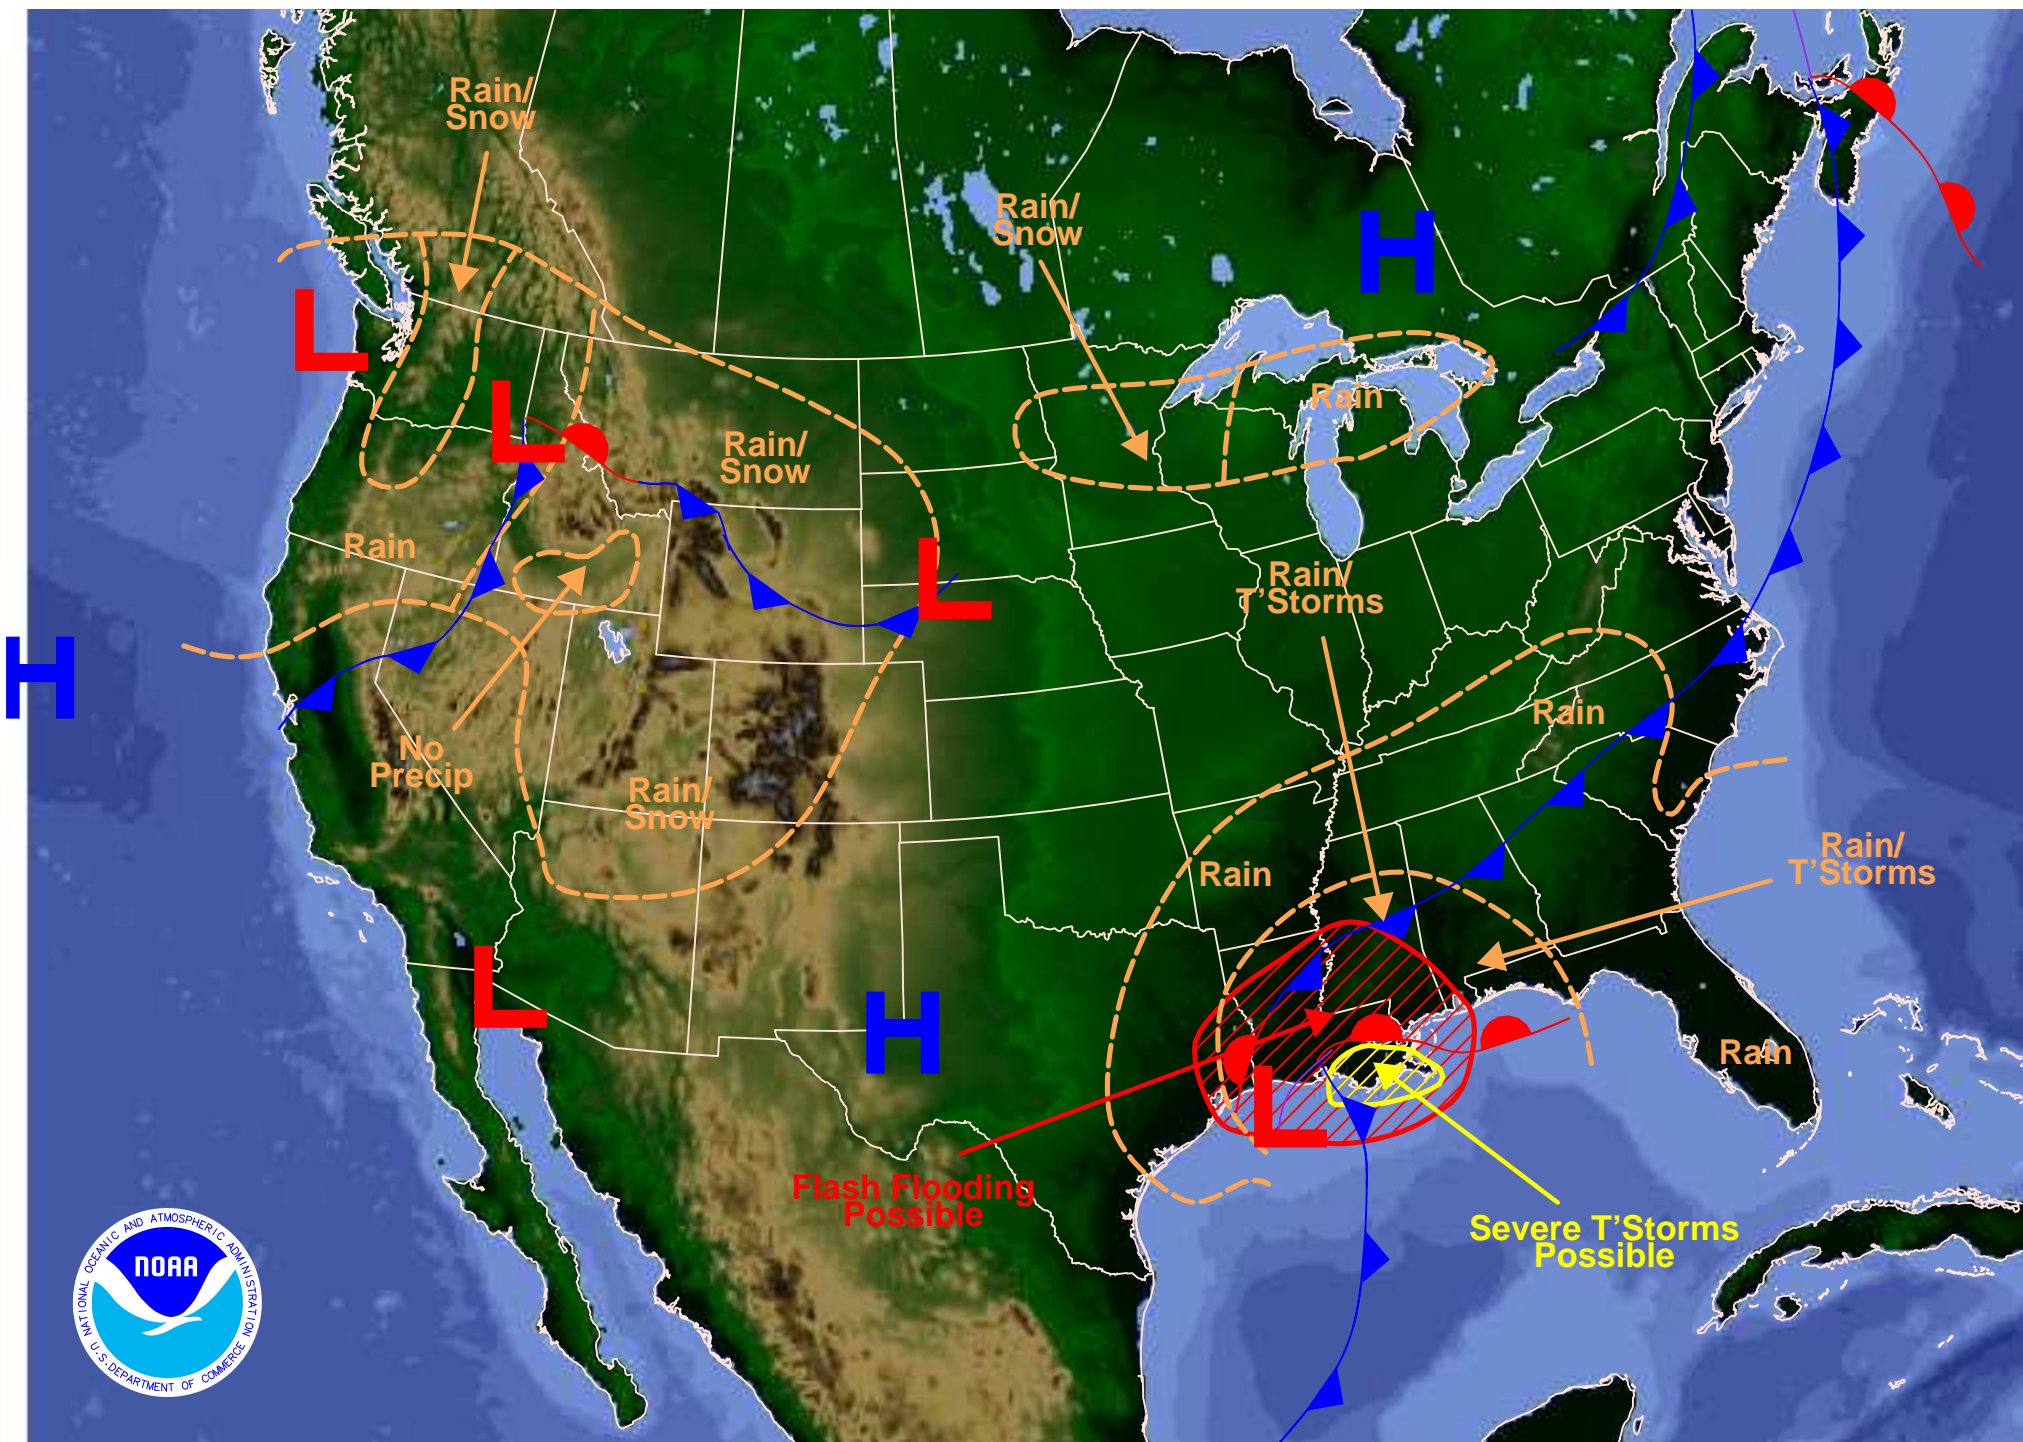 Rain/
Snow
Rain/
Snow
H
L
Rain
L
Rain/
Snow
Rain
L
Rain/
T'Storms
H
No
Precip
Rain
Rain/
Snow
Rain
Rain/
T'Storms
L
H
Rain
L
Flash Flooding
Possible
Severe T'Storms
Possible
NATIONAL OCEANIC AND ATMOSPHERIC ADMINISTRATION
NOAA
U.S. DEPARTMENT OF COMMERCE